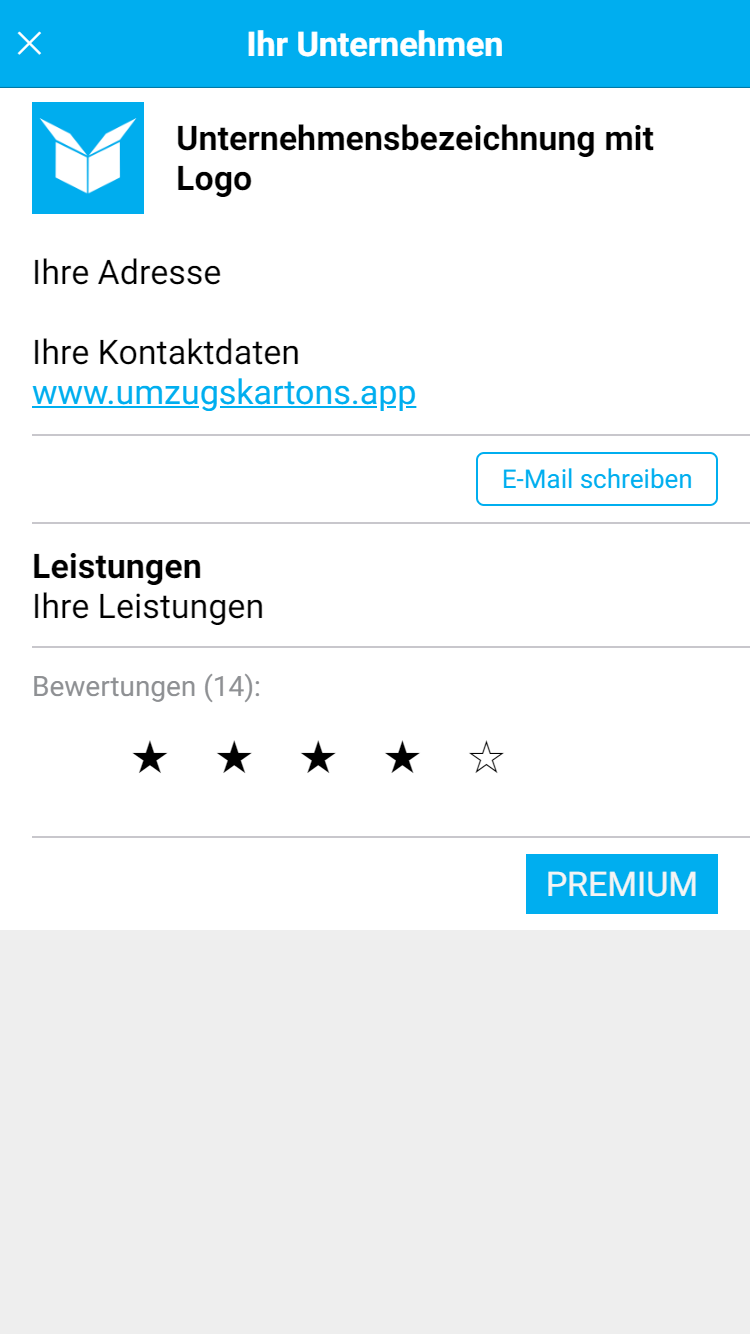 Ihr Unternehmen
Unternehmensbezeichnung mit
Logo
Ihre Adresse
Ihre Kontaktdaten
www.umzugskartons.app
E-Mail schreiben
Leistungen
Ihre Leistungen
Bewertungen (14):
★ ★ ★ ★ ☆
PREMIUM